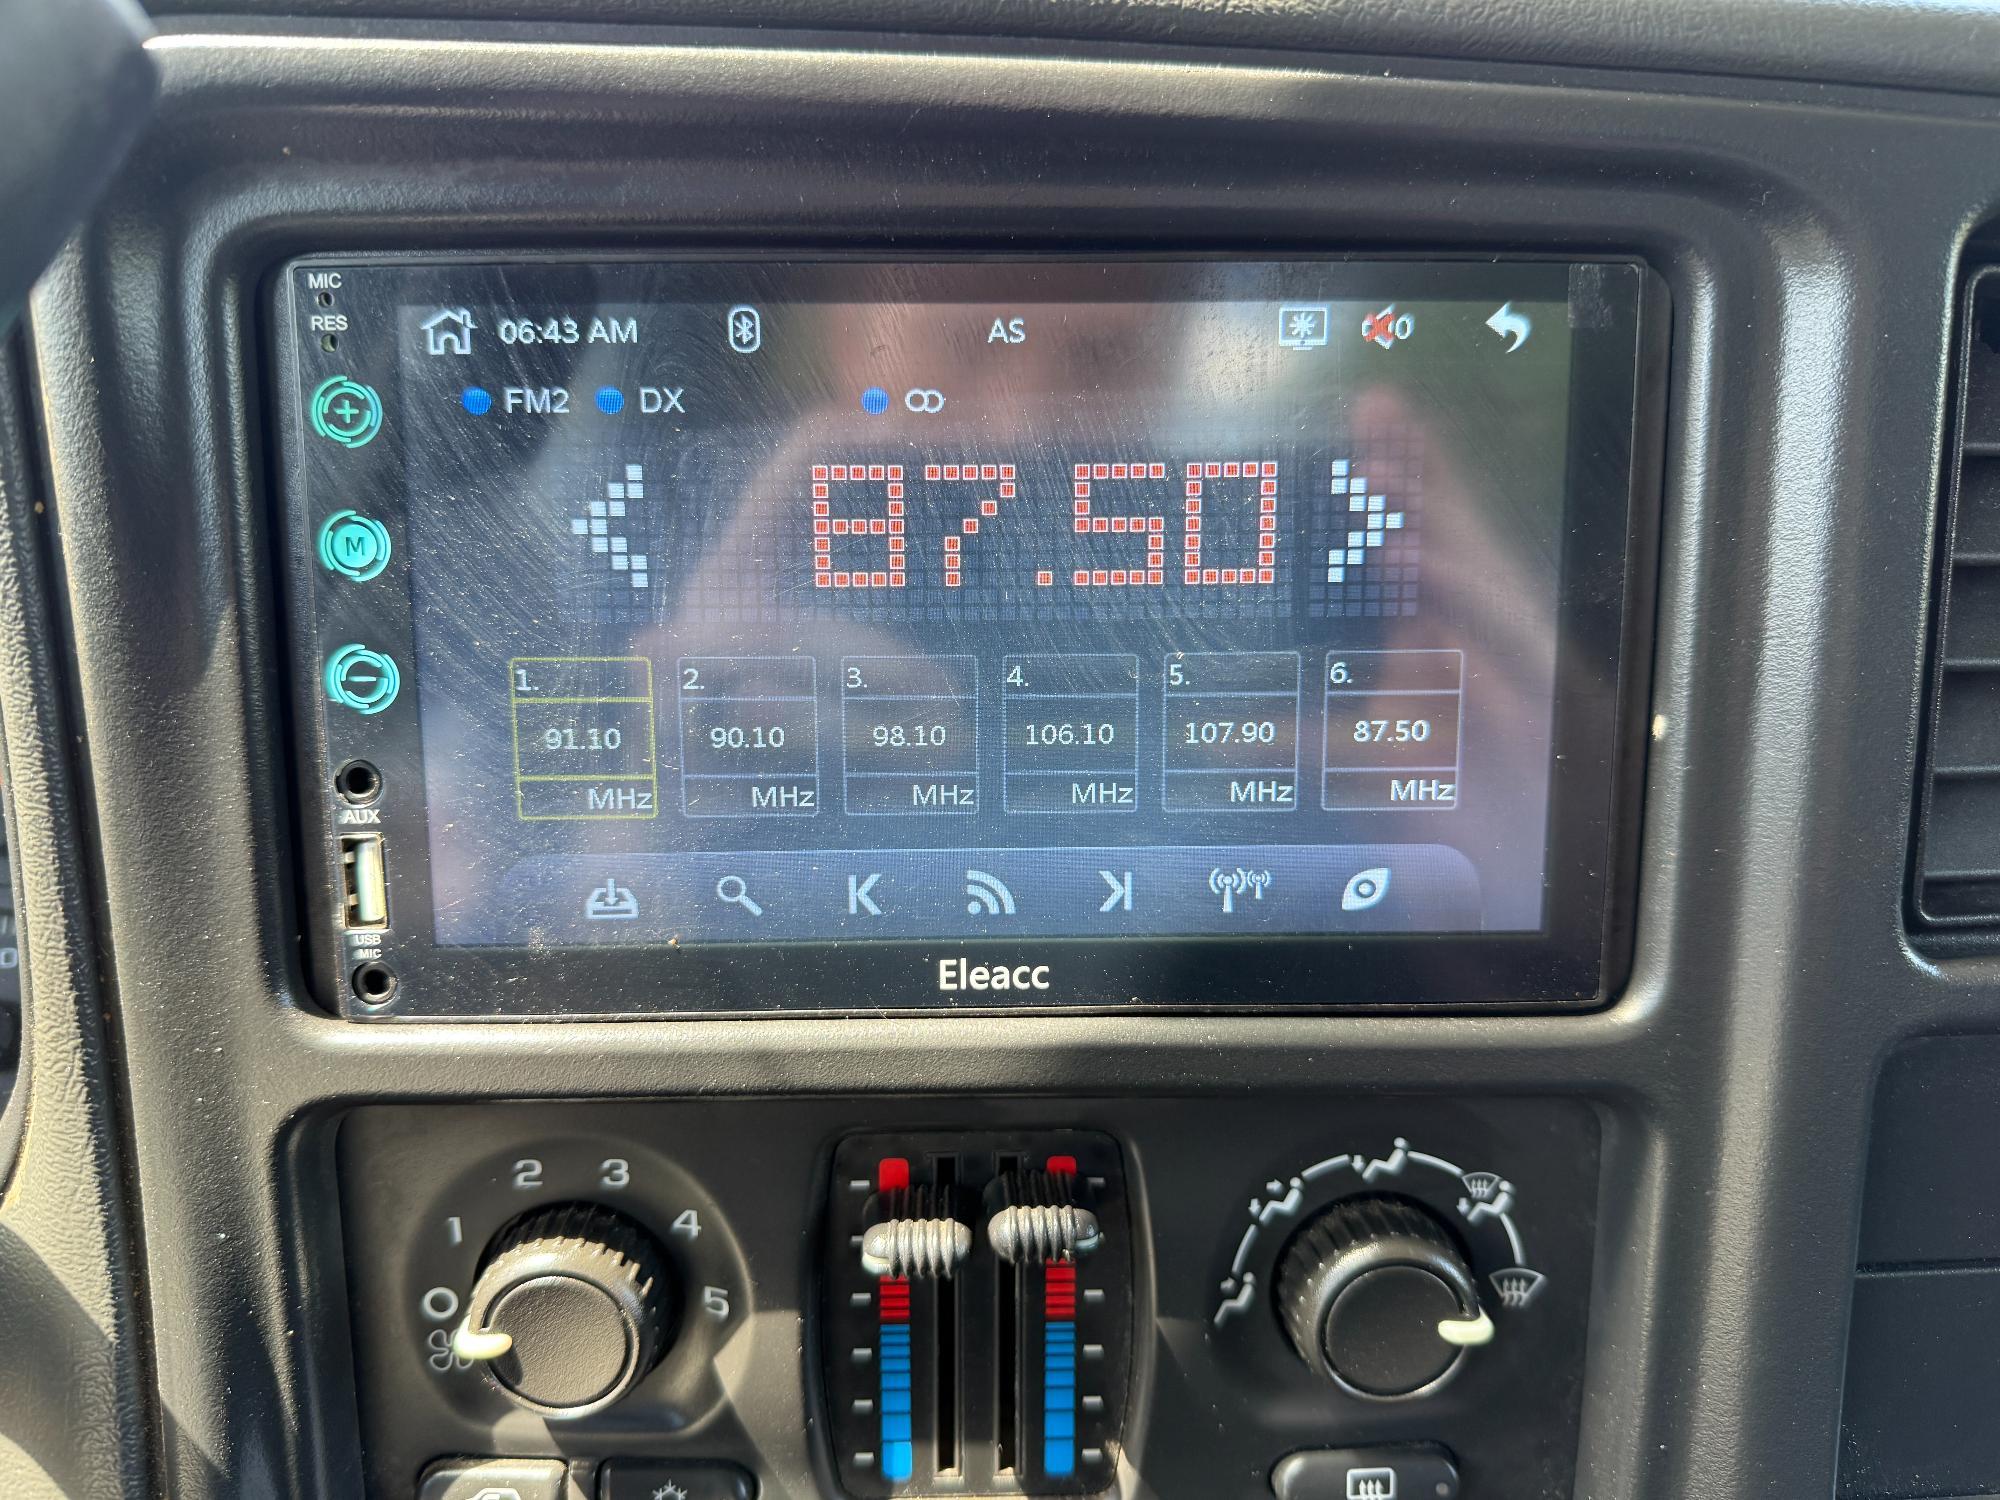 MIC
RES
06:43 AM
AS
0
FM2 DX
87.50
M
1. 2. 3. 4. 5. 6.
91.10 90.10 98.10 106.10 107.90 87.50
MHz MHz MHz MHz MHz MHz
AUX
USB
MIC
Eleacc
0 1 2 3 4 5